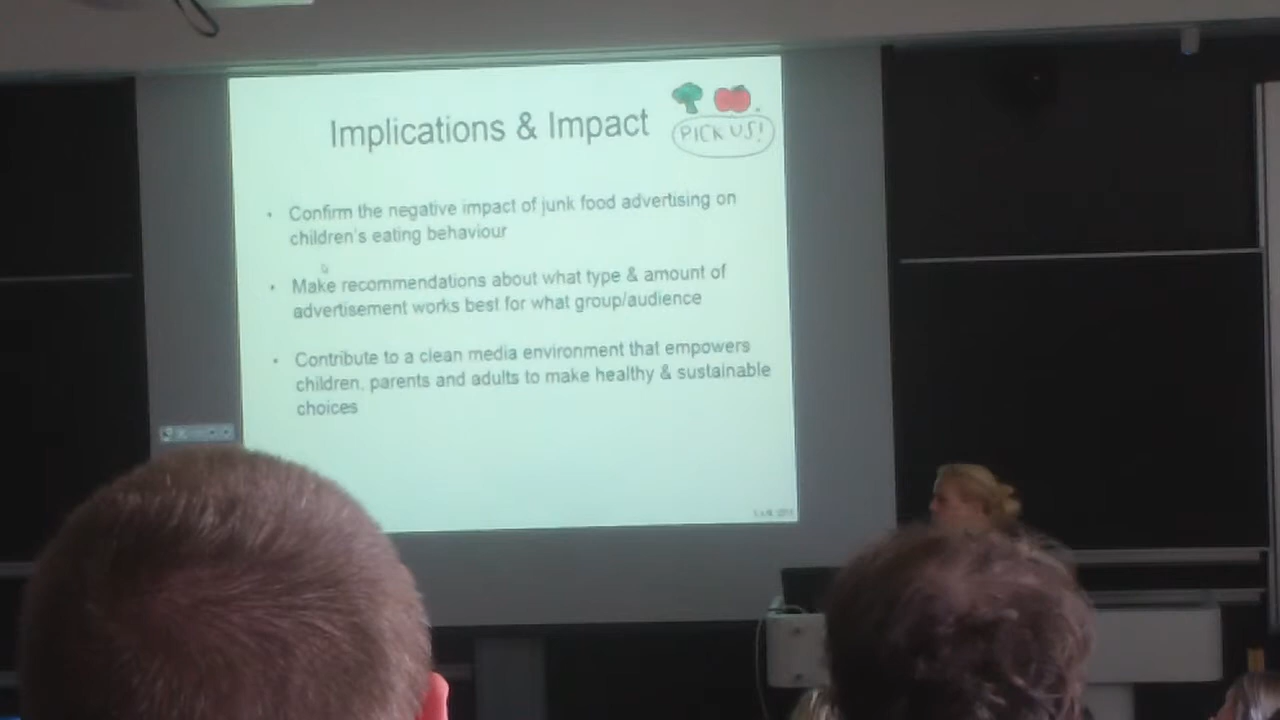 Implications & Impact
PICK US!
• Confirm the negative impact of junk food advertising on
children's eating behaviour
• Make recommendations about what type & amount of
advertisement works best for what group/audience
• Contribute to a clean media environment that empowers
children, parents and adults to make healthy & sustainable
choices